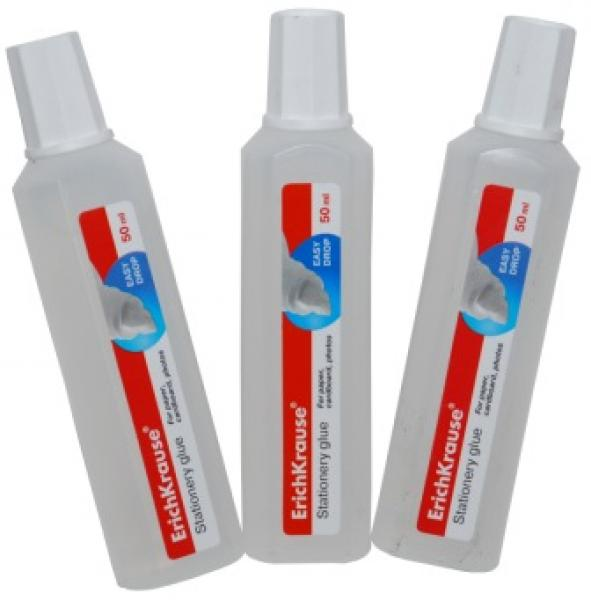 50 ml
EASY
DROP
For paper,
cardboard, photos
ErichKrause®
Stationery glue
50 ml
EASY
DROP
For paper,
cardboard, photos
ErichKrause®
Stationery glue
50 ml
EASY
DROP
For paper,
cardboard, photos
ErichKrause®
Stationery glue